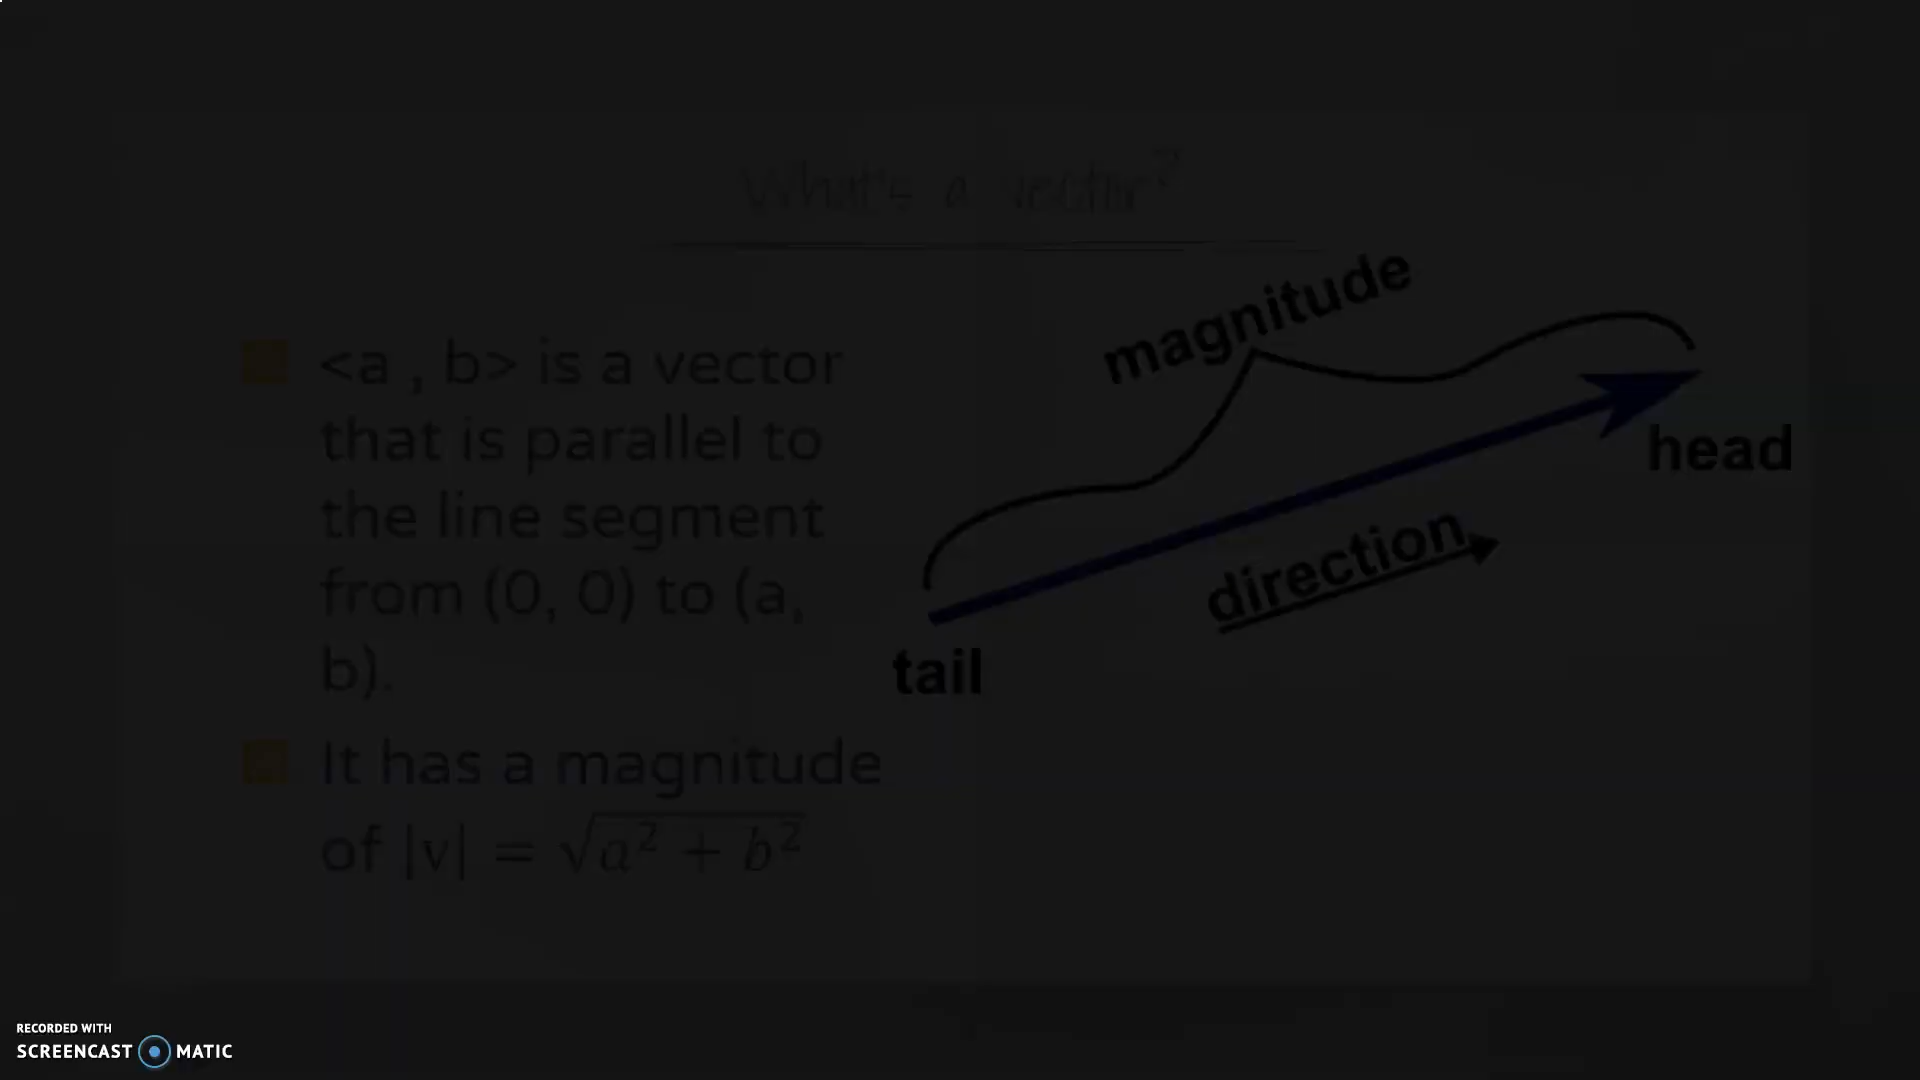 What's a vector?
<a , b> is a vector
that is parallel to
the line segment
from (0, 0) to (a,
b).
It has a magnitude
of |v| = √a² + b²
magnitude
head
direction
tail
RECORDED WITH
SCREENCAST MATIC